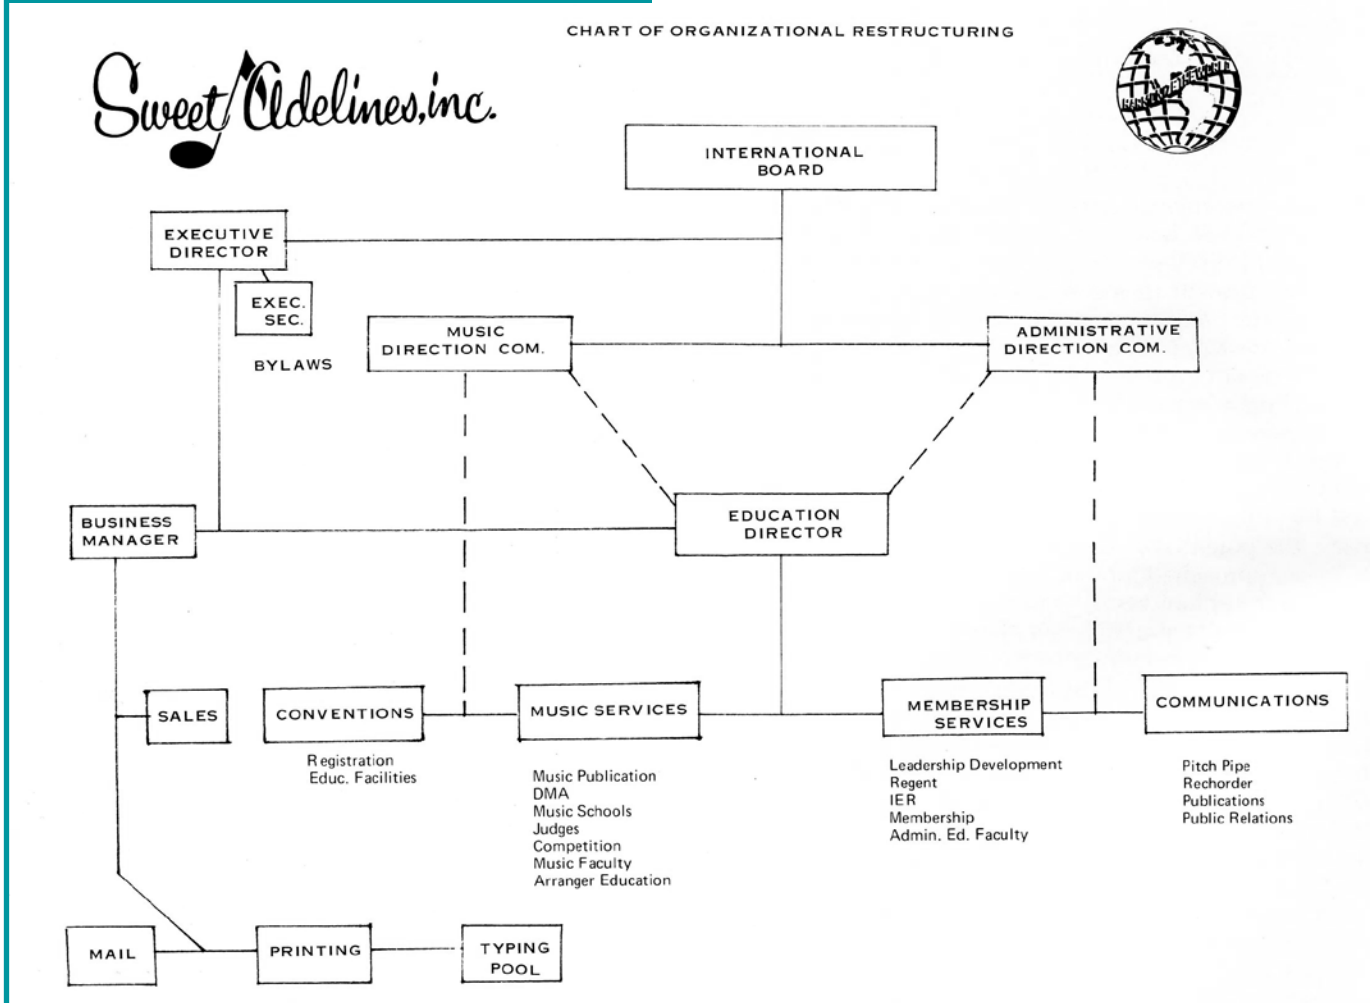 CHART OF ORGANIZATIONAL RESTRUCTURING
Sweet Adelines, inc.
HARMONIZE THE WORLD
INTERNATIONAL
BOARD
EXECUTIVE
DIRECTOR
EXEC.
SEC.
BYLAWS
MUSIC
DIRECTION COM.
ADMINISTRATIVE
DIRECTION COM.
BUSINESS
MANAGER
EDUCATION
DIRECTOR
SALES
CONVENTIONS
Registration
Educ. Facilities
MUSIC SERVICES
Music Publication
DMA
Music Schools
Judges
Competition
Music Faculty
Arranger Education
MEMBERSHIP
SERVICES
Leadership Development
Regent
IER
Membership
Admin. Ed. Faculty
COMMUNICATIONS
Pitch Pipe
Rechorder
Publications
Public Relations
MAIL
PRINTING
TYPING
POOL